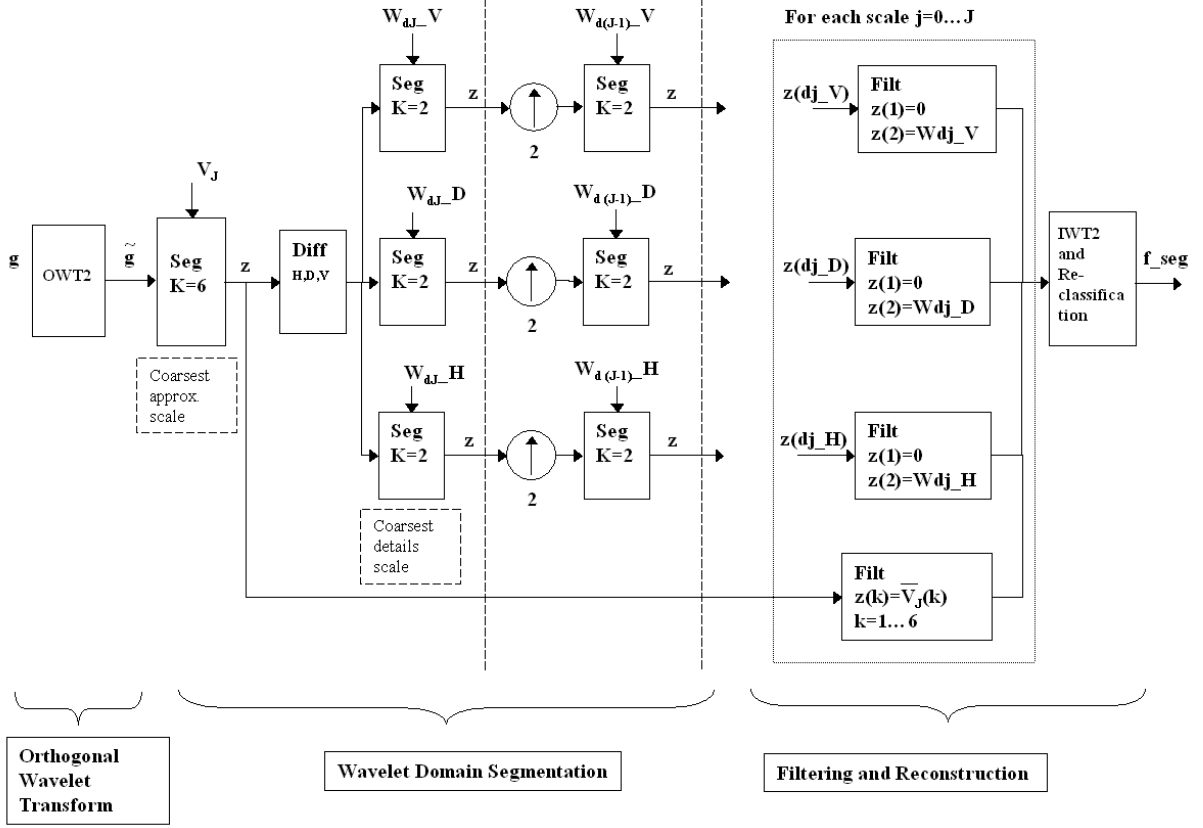 W_dJ_V
W_d(J-1)_V
For each scale j=0…J
Seg
K=2
z
2
Seg
K=2
z
z(dj_V)
Filt
z(1)=0
z(2)=Wdj_V
V_J
W_dJ_D
W_d (J-1)_D
g
OWT2
g̃
Seg
K=6
z
Diff
H,D,V
Seg
K=2
z
2
Seg
K=2
z
z(dj_D)
Filt
z(1)=0
z(2)=Wdj_D
IWT2
and
Re-
classifica
tion
f_seg
Coarsest
approx.
scale
W_dJ_H
W_d (J-1)_H
Seg
K=2
z
2
Seg
K=2
z
z(dj_H)
Filt
z(1)=0
z(2)=Wdj_H
Coarsest
details
scale
Filt
z(k)=V̅_J(k)
k=1…6
Orthogonal
Wavelet
Transform
Wavelet Domain Segmentation
Filtering and Reconstruction